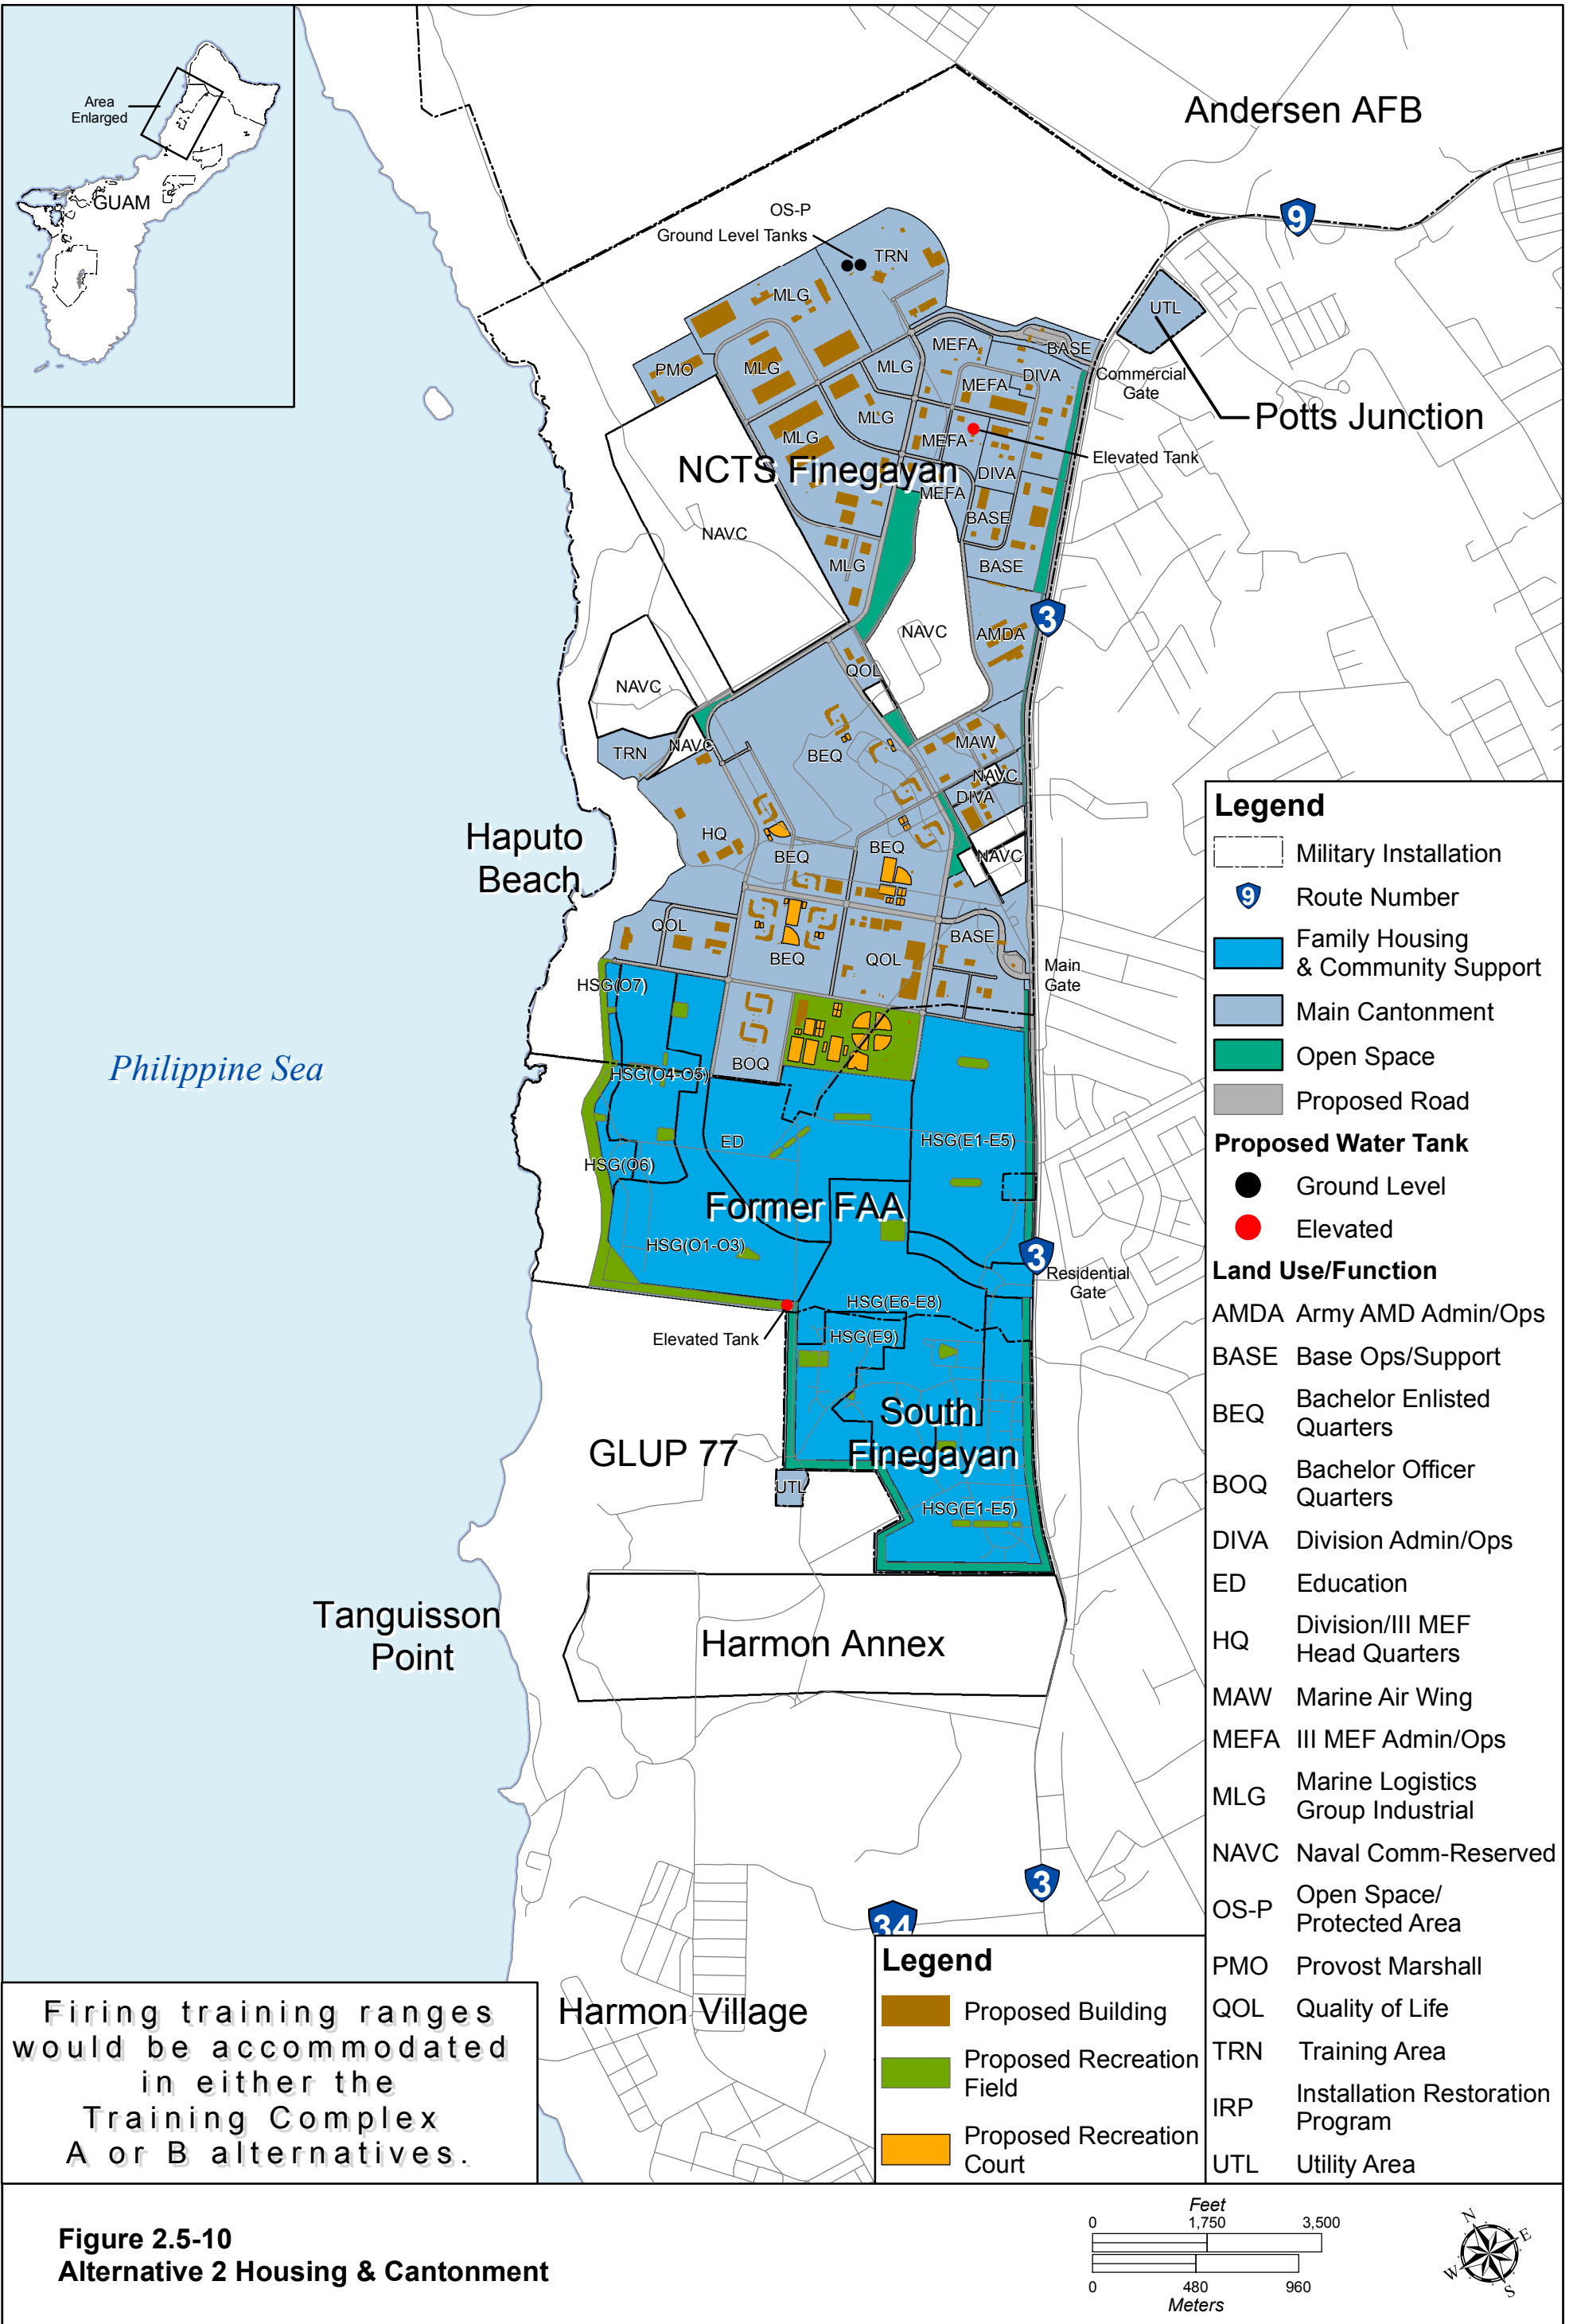 Area
Enlarged
GUAM
Andersen AFB
9
OS-P
Ground Level Tanks
TRN
MLG
UTL
MEFA
BASE
PMO
MLG
MLG
MEFA
DIVA
Commercial
Gate
Potts Junction
MLG
MLG
MEFA
Elevated Tank
NCTS Finegayan
DIVA
MEFA
BASE
NAVC
MLG
BASE
3
NAVC
AMDA
QOL
NAVC
TRN
NAVC
BEQ
MAW
NAVC
DIVA
Haputo
Beach
HQ
BEQ
BEQ
NAVC
QOL
BASE
BEQ
QOL
Main
Gate
HSG(O7)
Philippine Sea
HSG(O4-O5)
BOQ
ED
HSG(E1-E5)
HSG(O6)
Former FAA
HSG(O1-O3)
3
Residential
Gate
HSG(E6-E8)
Elevated Tank
HSG(E9)
South
Finegayan
GLUP 77
UTL
HSG(E1-E5)
Tanguisson
Point
Harmon Annex
3
34
Harmon Village
Legend
Military Installation
9
Route Number
Family Housing
& Community Support
Main Cantonment
Open Space
Proposed Road
Proposed Water Tank
Ground Level
Elevated
Land Use/Function
AMDA Army AMD Admin/Ops
BASE Base Ops/Support
BEQ Bachelor Enlisted
Quarters
BOQ Bachelor Officer
Quarters
DIVA Division Admin/Ops
ED Education
HQ Division/III MEF
Head Quarters
MAW Marine Air Wing
MEFA III MEF Admin/Ops
MLG Marine Logistics
Group Industrial
NAVC Naval Comm-Reserved
OS-P Open Space/
Protected Area
PMO Provost Marshall
QOL Quality of Life
TRN Training Area
IRP Installation Restoration
Program
UTL Utility Area
Legend
Proposed Building
Proposed Recreation
Field
Proposed Recreation
Court
Firing training ranges
would be accommodated
in either the
Training Complex
A or B alternatives.
Figure 2.5-10
Alternative 2 Housing & Cantonment
Feet
0 1,750 3,500
0 480 960
Meters
N
E
S
W